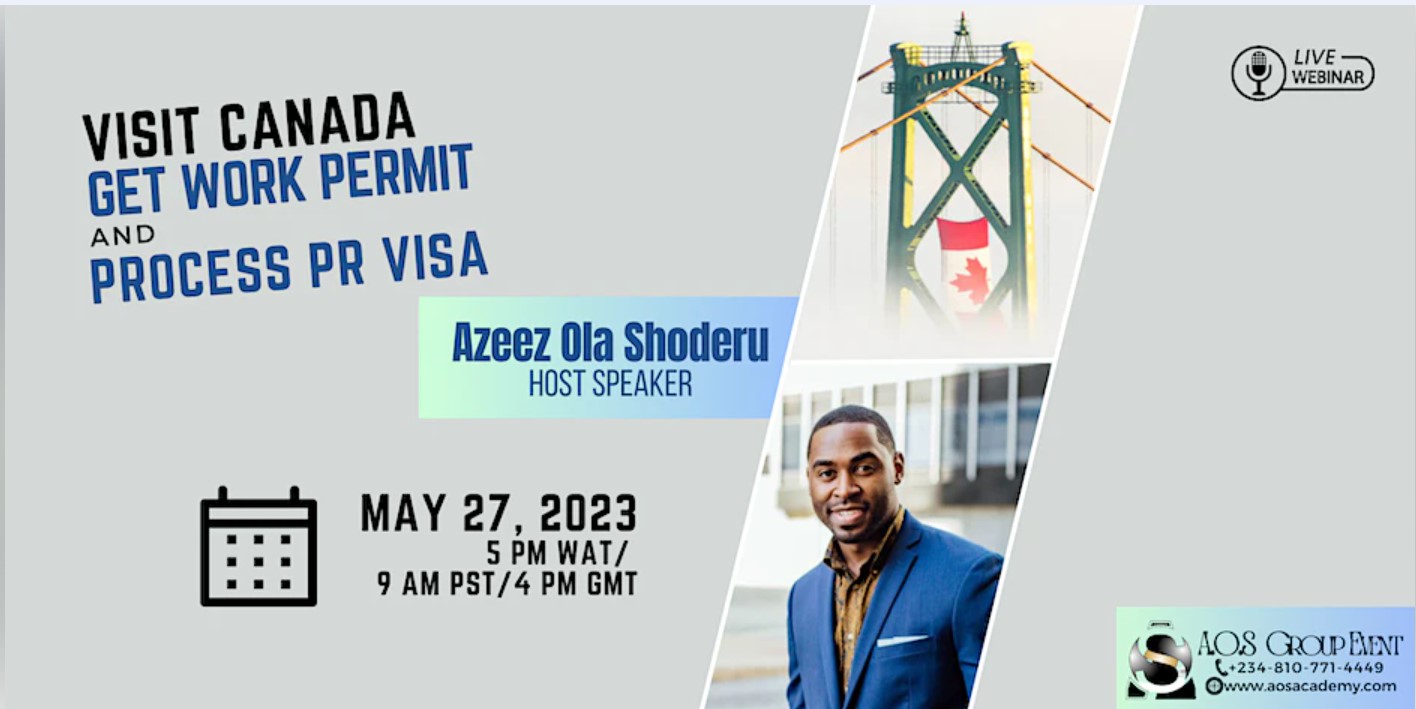 VISIT CANADA
GET WORK PERMIT
AND
PROCESS PR VISA
Azeez Ola Shoderu
HOST SPEAKER
MAY 27, 2023
5 PM WAT/
9 AM PST/4 PM GMT
LIVE
WEBINAR
A.O.S GROUP EVENT
+234-810-771-4449
www.aosacademy.com